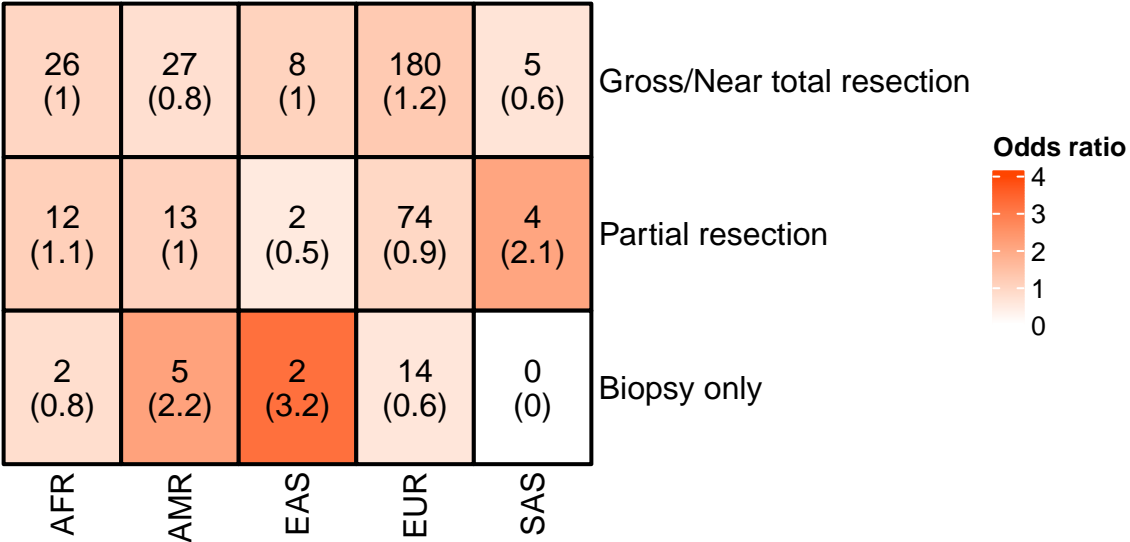 26 27 8 180 5
(1) (0.8) (1) (1.2) (0.6)
Gross/Near total resection
12 13 2 74 4
(1.1) (1) (0.5) (0.9) (2.1)
Partial resection
2 5 2 14 0
(0.8) (2.2) (3.2) (0.6) (0)
Biopsy only
AFR AMR EAS EUR SAS
Odds ratio
4
3
2
1
0